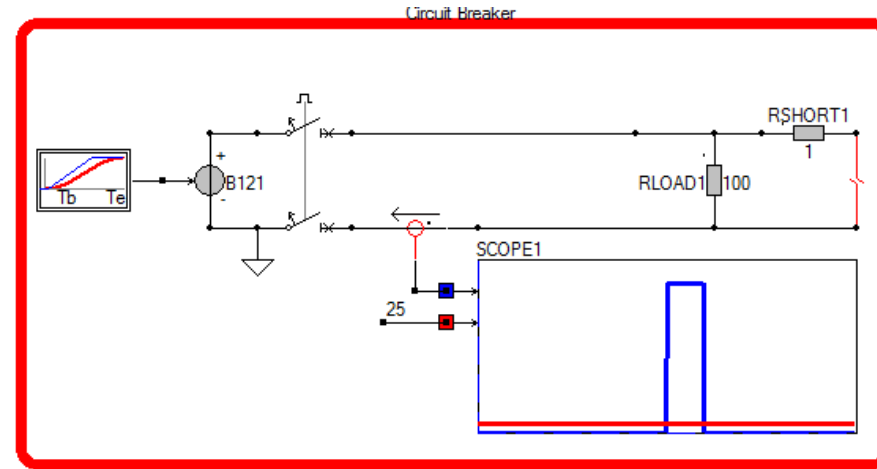 Circuit Breaker
RSHORT1
1
Tb Te
+
B121
-
RLOAD1 100
SCOPE1
25